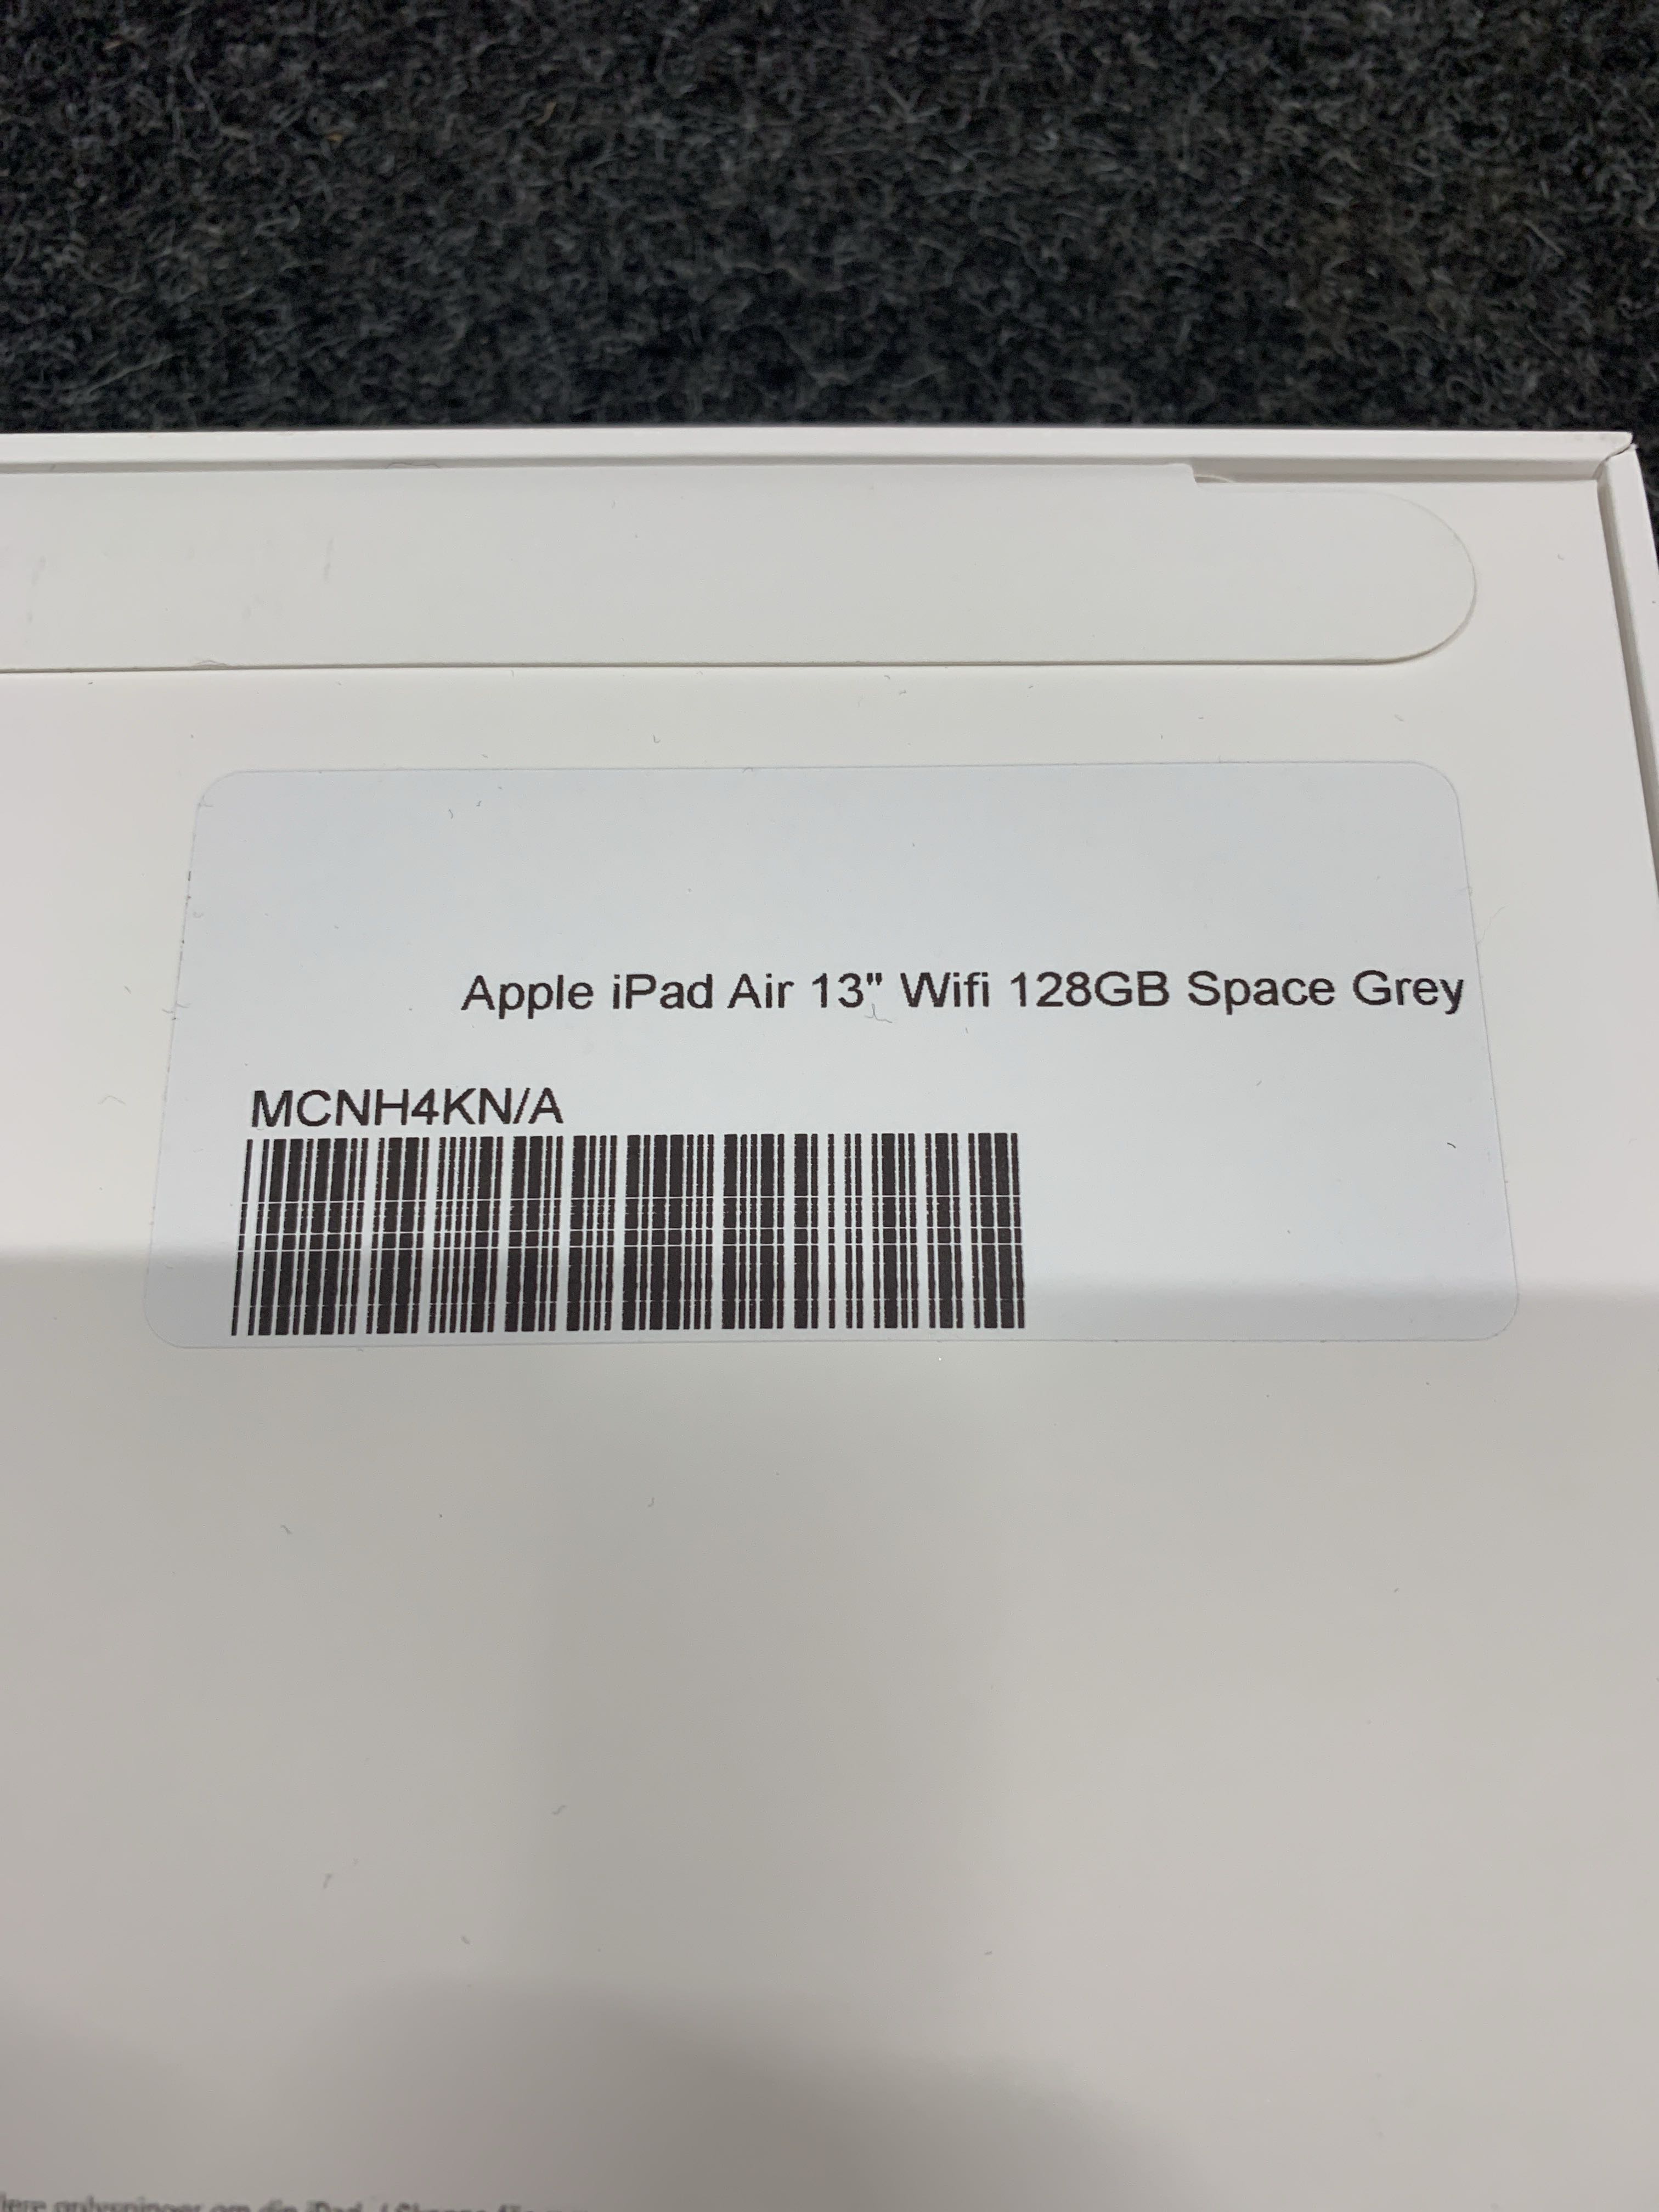 Apple iPad Air 13" Wifi 128GB Space Grey
MCNH4KN/A